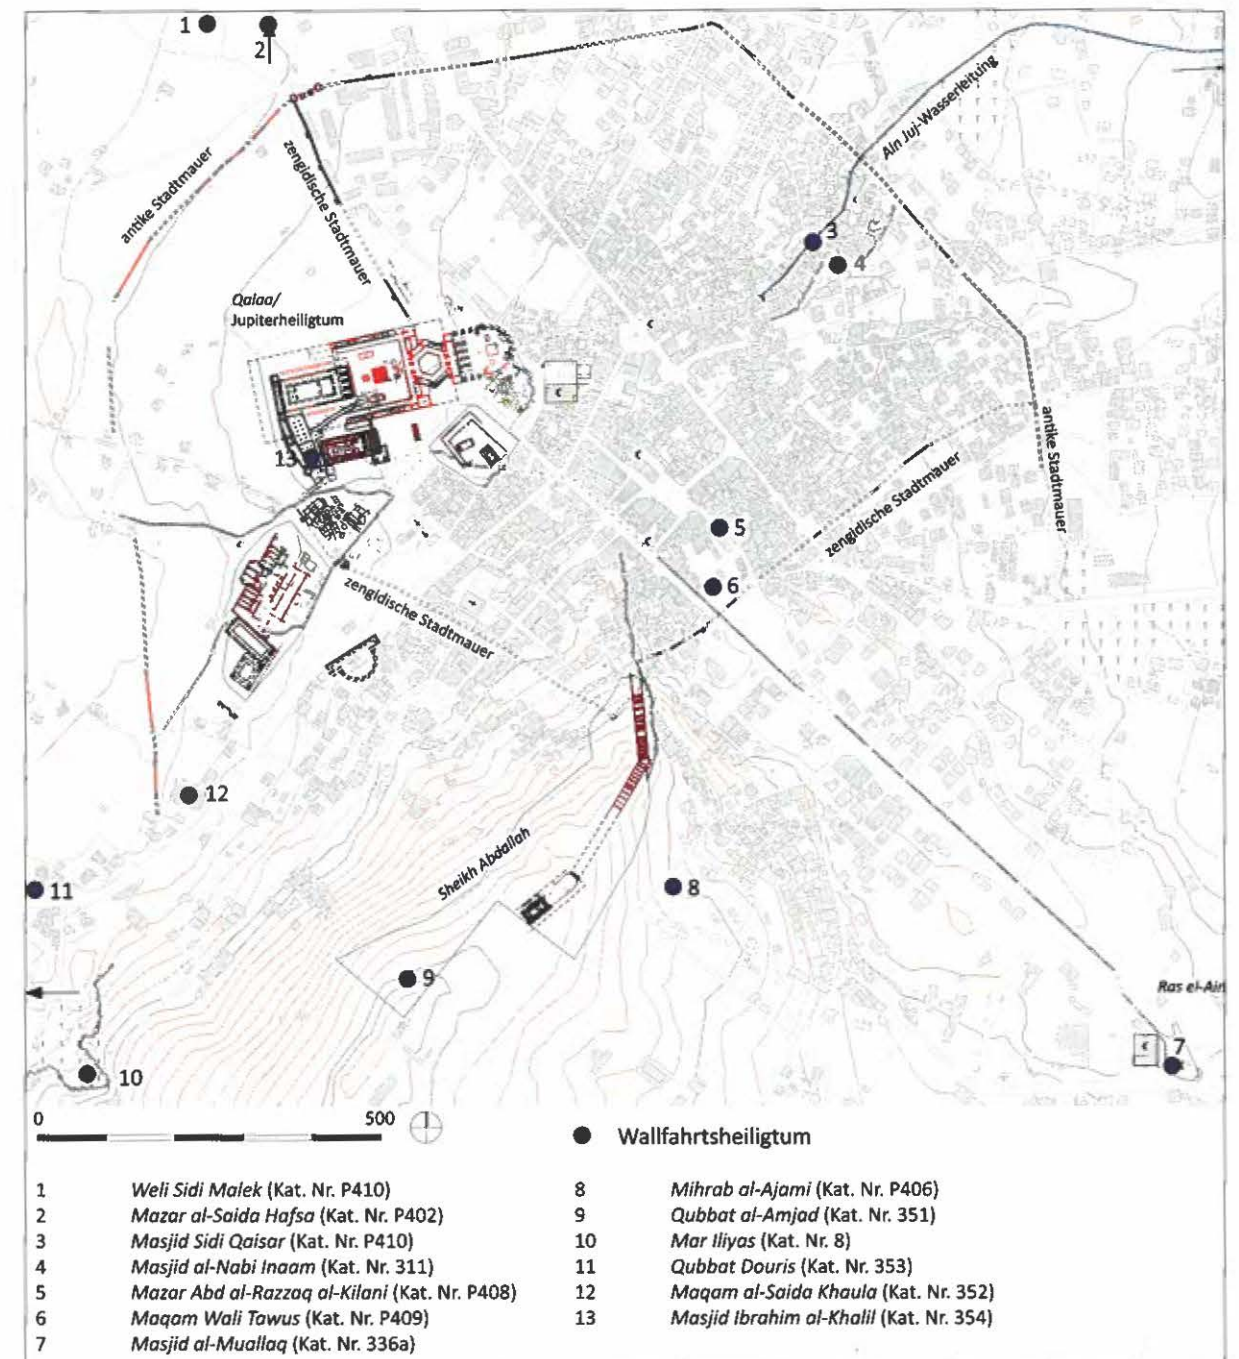 1
2
Ain Juj-Wasserleitung
antike Stadtmauer
zengidische Stadtmauer
3
4
Qalaa/
Jupiterheiligtum
antike Stadtmauer
13
zengidische Stadtmauer
5
6
zengidische Stadtmauer
12
Sheikh Abdallah
11
8
9
Ras el-Ain
7
10
0 500
Wallfahrtsheiligtum
1 Weli Sidi Malek (Kat. Nr. P410)
2 Mazar al-Saida Hafsa (Kat. Nr. P402)
3 Masjid Sidi Qaisar (Kat. Nr. P410)
4 Masjid al-Nabi Inaam (Kat. Nr. 311)
5 Mazar Abd al-Razzaq al-Kilani (Kat. Nr. P408)
6 Maqam Wali Tawus (Kat. Nr. P409)
7 Masjid al-Muallaq (Kat. Nr. 336a)
8 Mihrab al-Ajami (Kat. Nr. P406)
9 Qubbat al-Amjad (Kat. Nr. 351)
10 Mar Iliyas (Kat. Nr. 8)
11 Qubbat Douris (Kat. Nr. 353)
12 Maqam al-Saida Khaula (Kat. Nr. 352)
13 Masjid Ibrahim al-Khalil (Kat. Nr. 354)